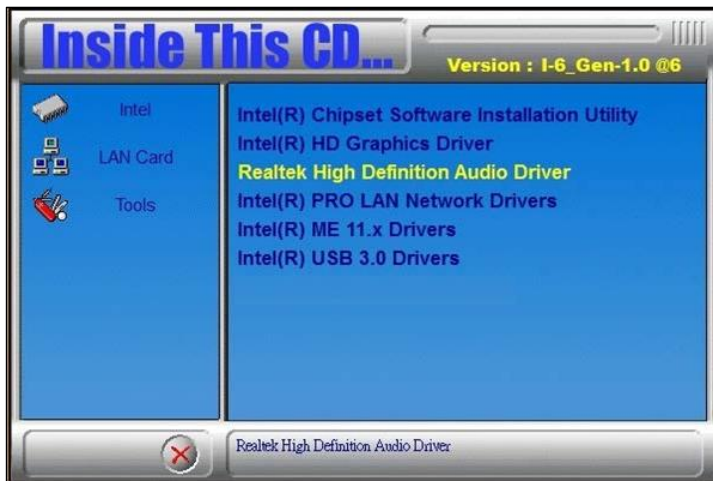 Inside This CD...
Version : I-6_Gen-1.0 @6
Intel
LAN Card
Tools
Intel(R) Chipset Software Installation Utility
Intel(R) HD Graphics Driver
Realtek High Definition Audio Driver
Intel(R) PRO LAN Network Drivers
Intel(R) ME 11.x Drivers
Intel(R) USB 3.0 Drivers
Realtek High Definition Audio Driver